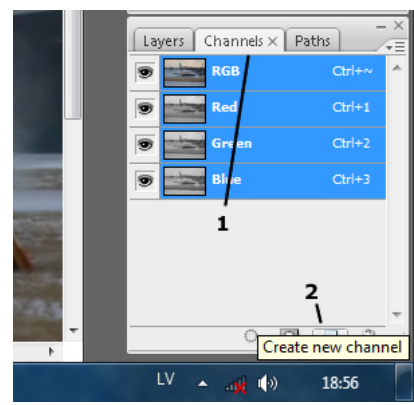 Layers Channels × Paths
RGB Ctrl+~
Red Ctrl+1
Green Ctrl+2
Blue Ctrl+3
1
2
Create new channel
LV 18:56